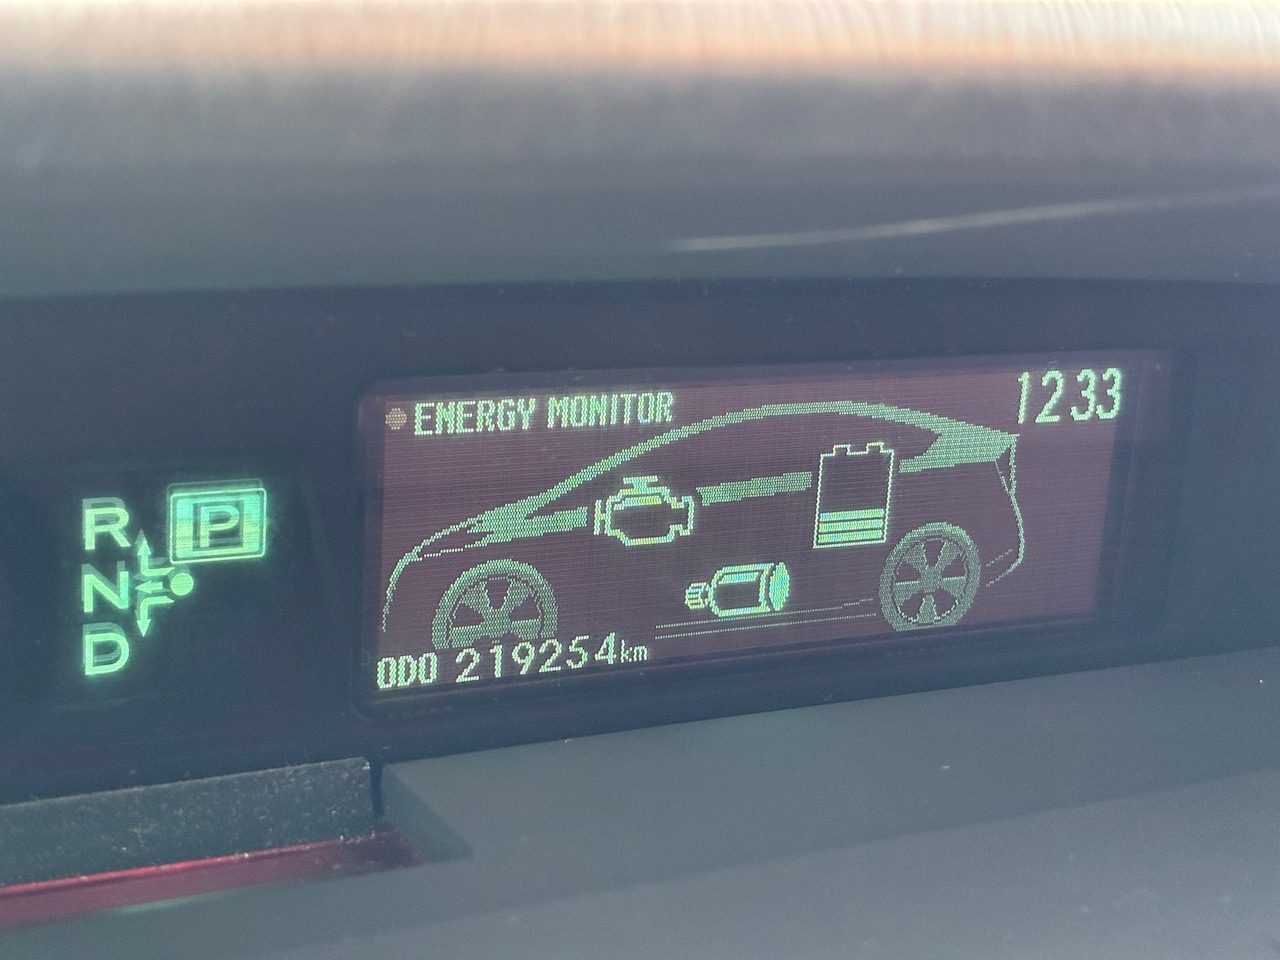 ENERGY MONITOR
1233
R
P
N
D
ODO 219254km